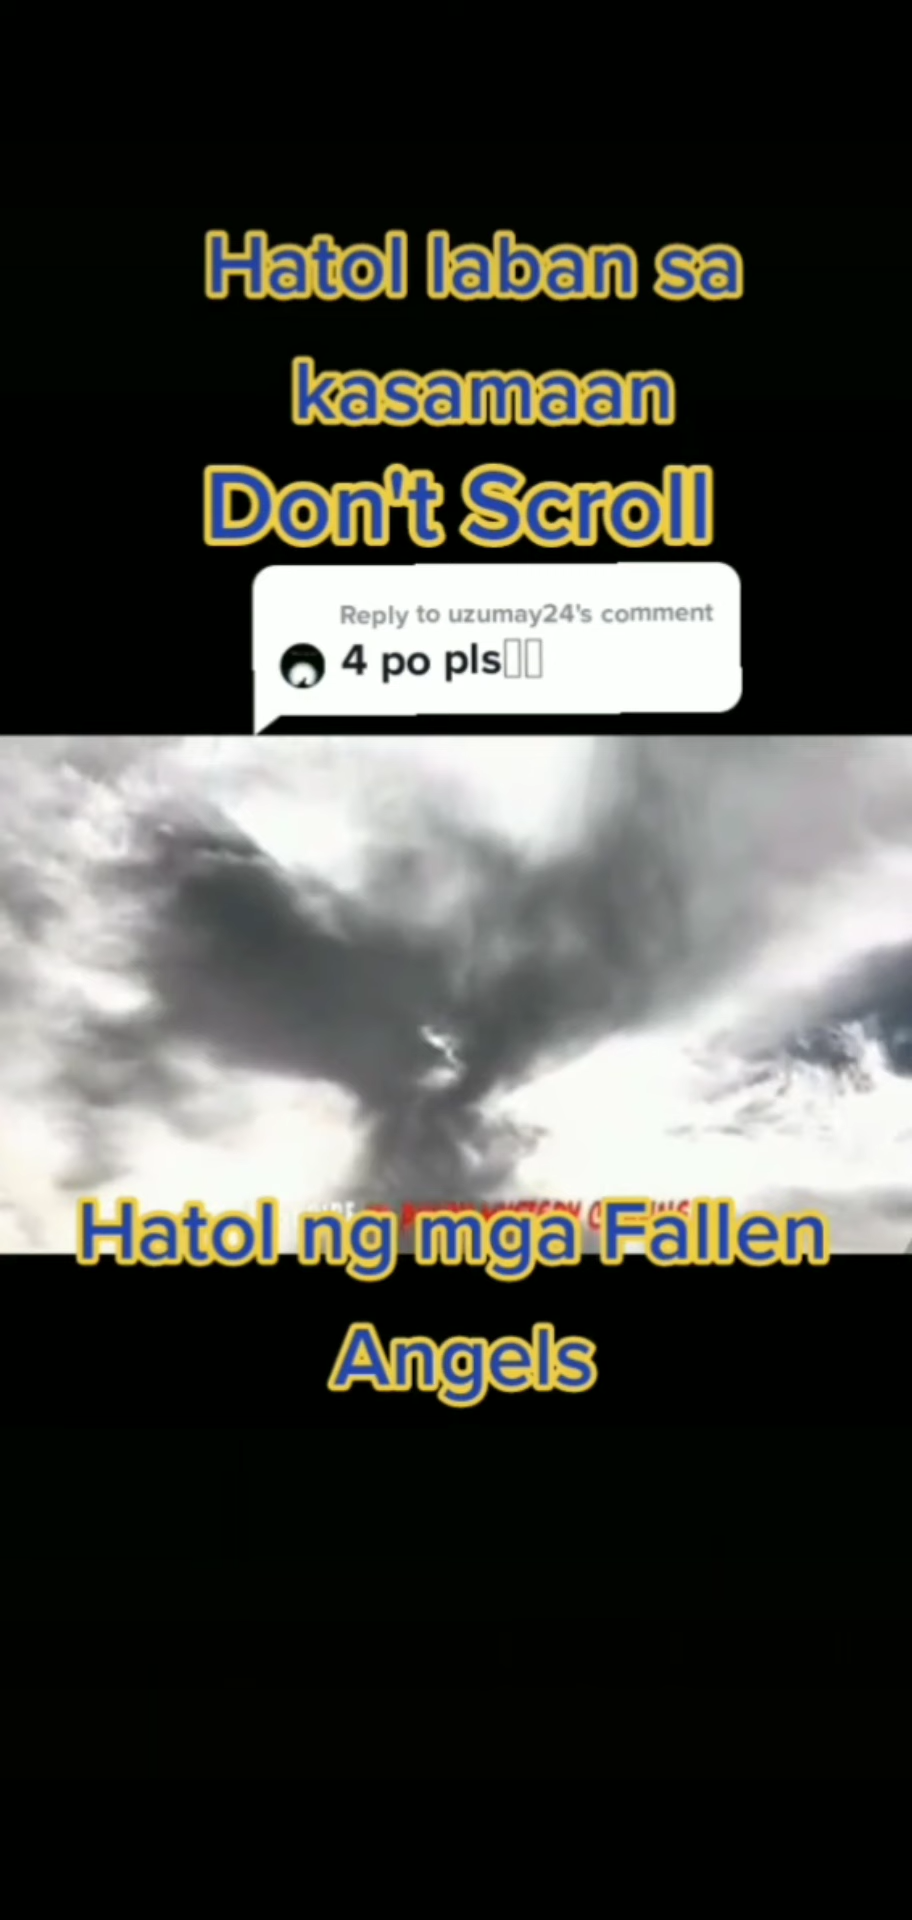 Hatol laban sa
kasamaan
Don't Scroll
Reply to uzumay24's comment
4 po pls
Hatol ng mga Fallen
Angels